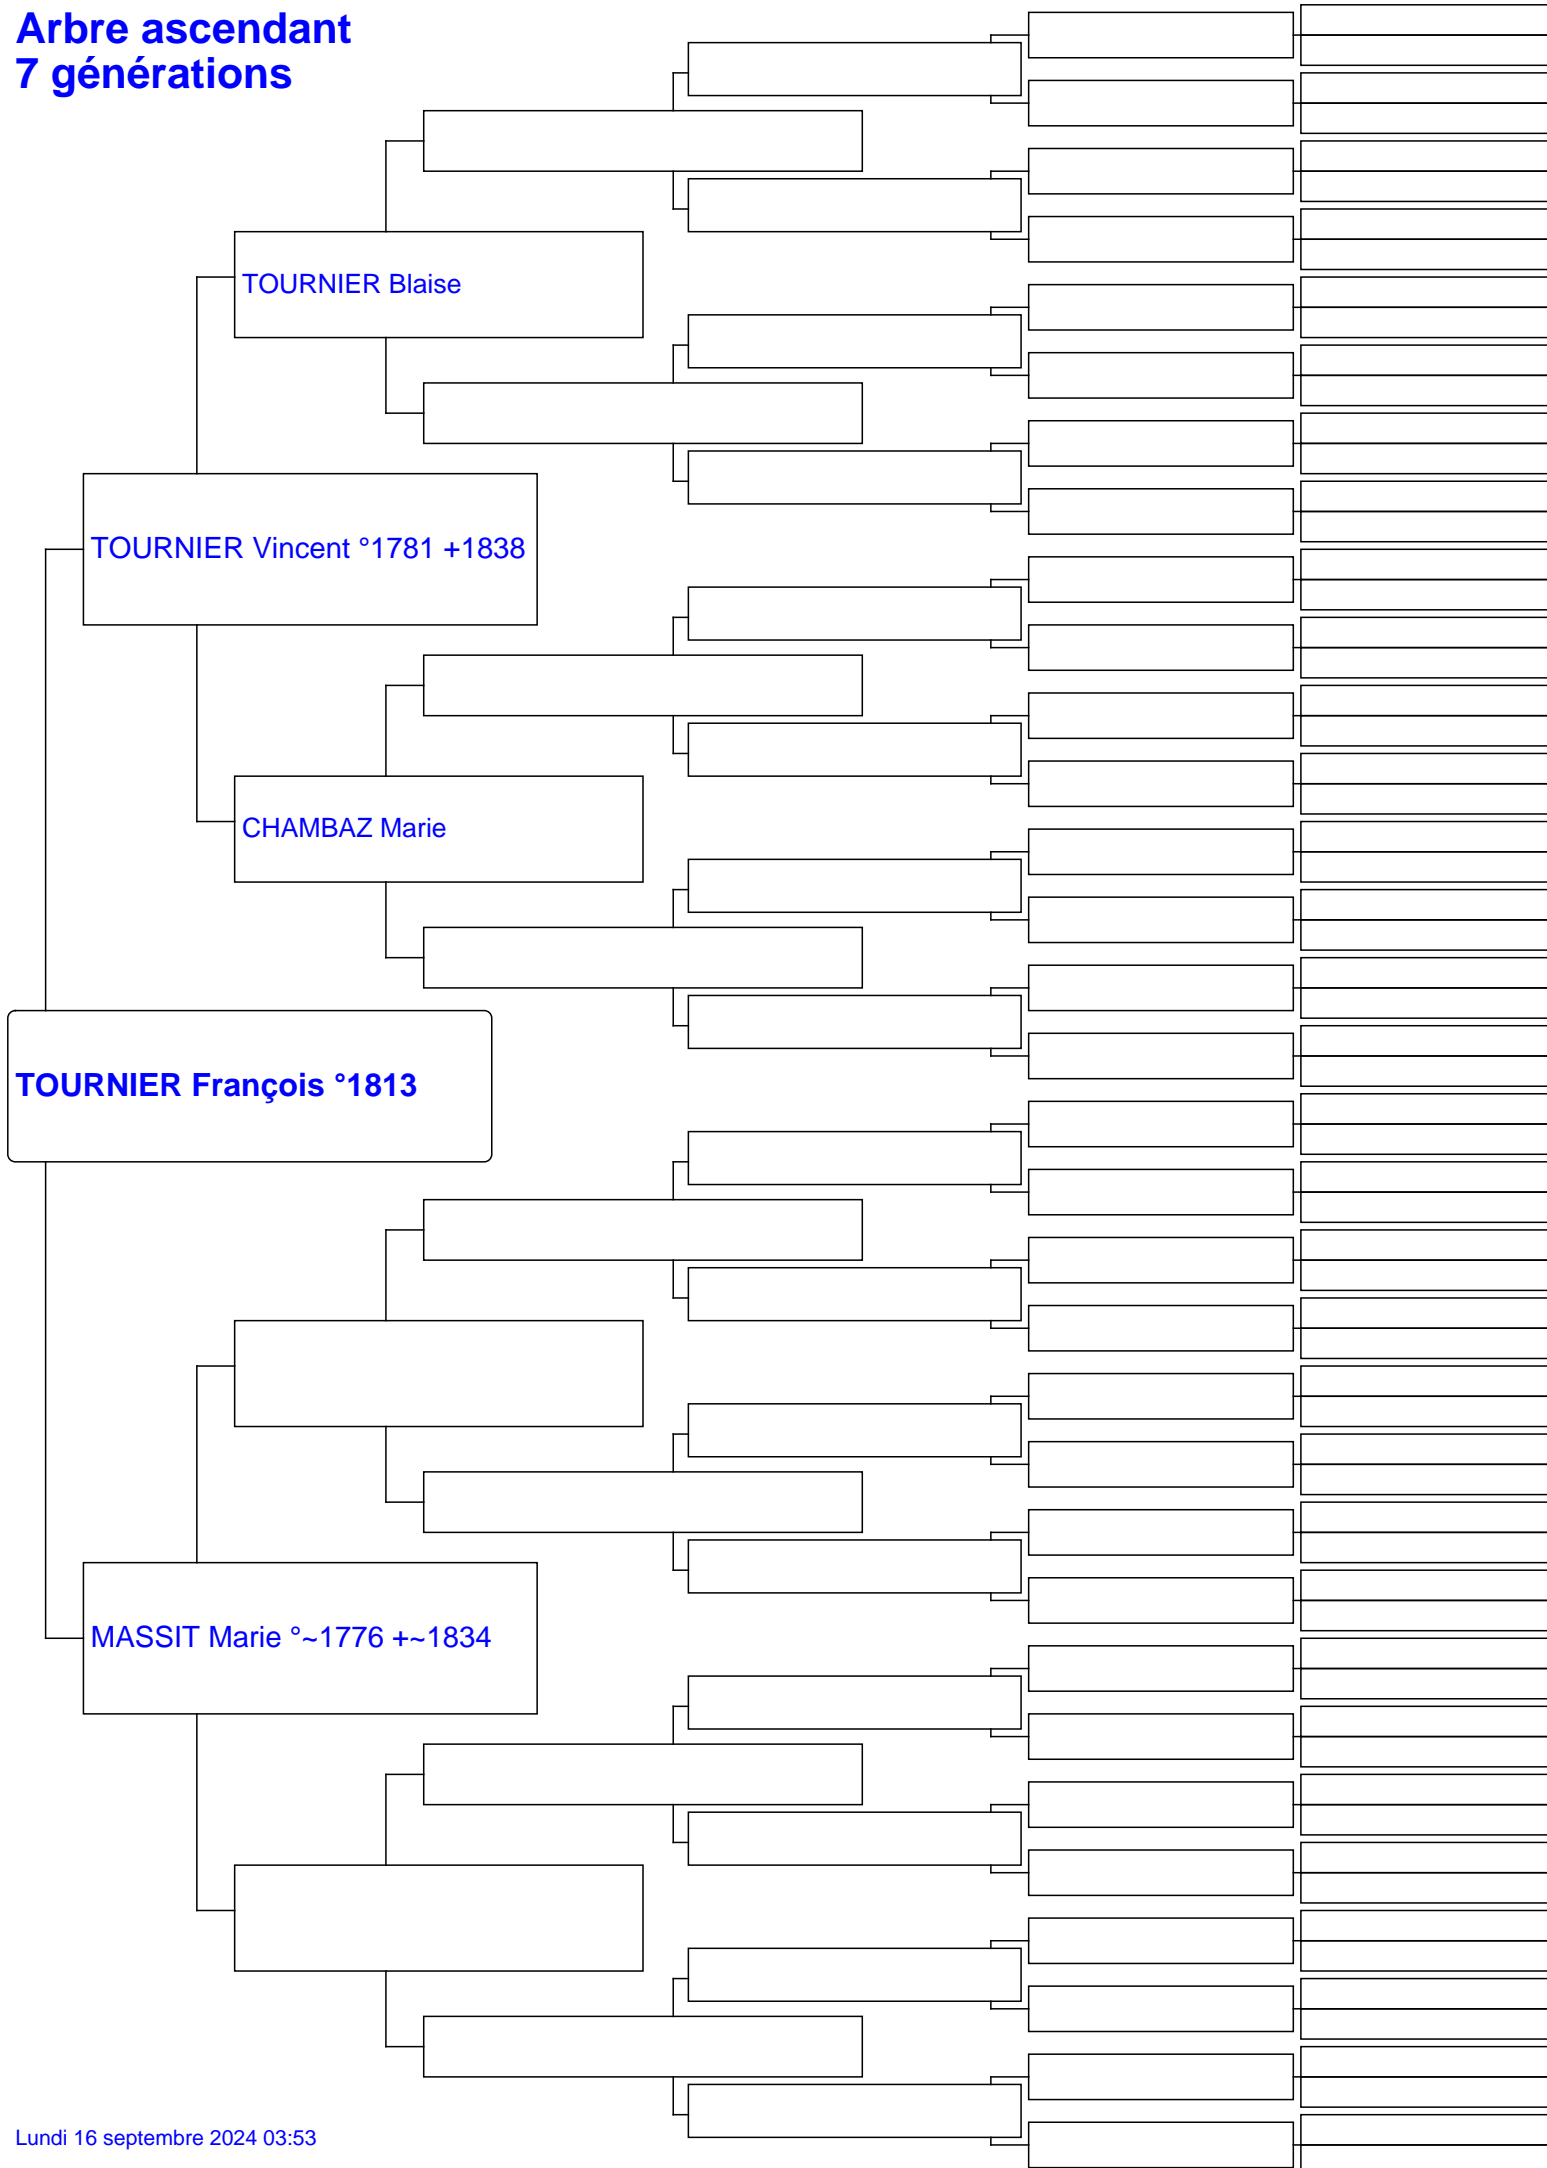 Arbre ascendant
7 générations
TOURNIER Blaise
TOURNIER Vincent °1781 +1838
CHAMBAZ Marie
TOURNIER François °1813
MASSIT Marie °~1776 +~1834
Lundi 16 septembre 2024 03:53